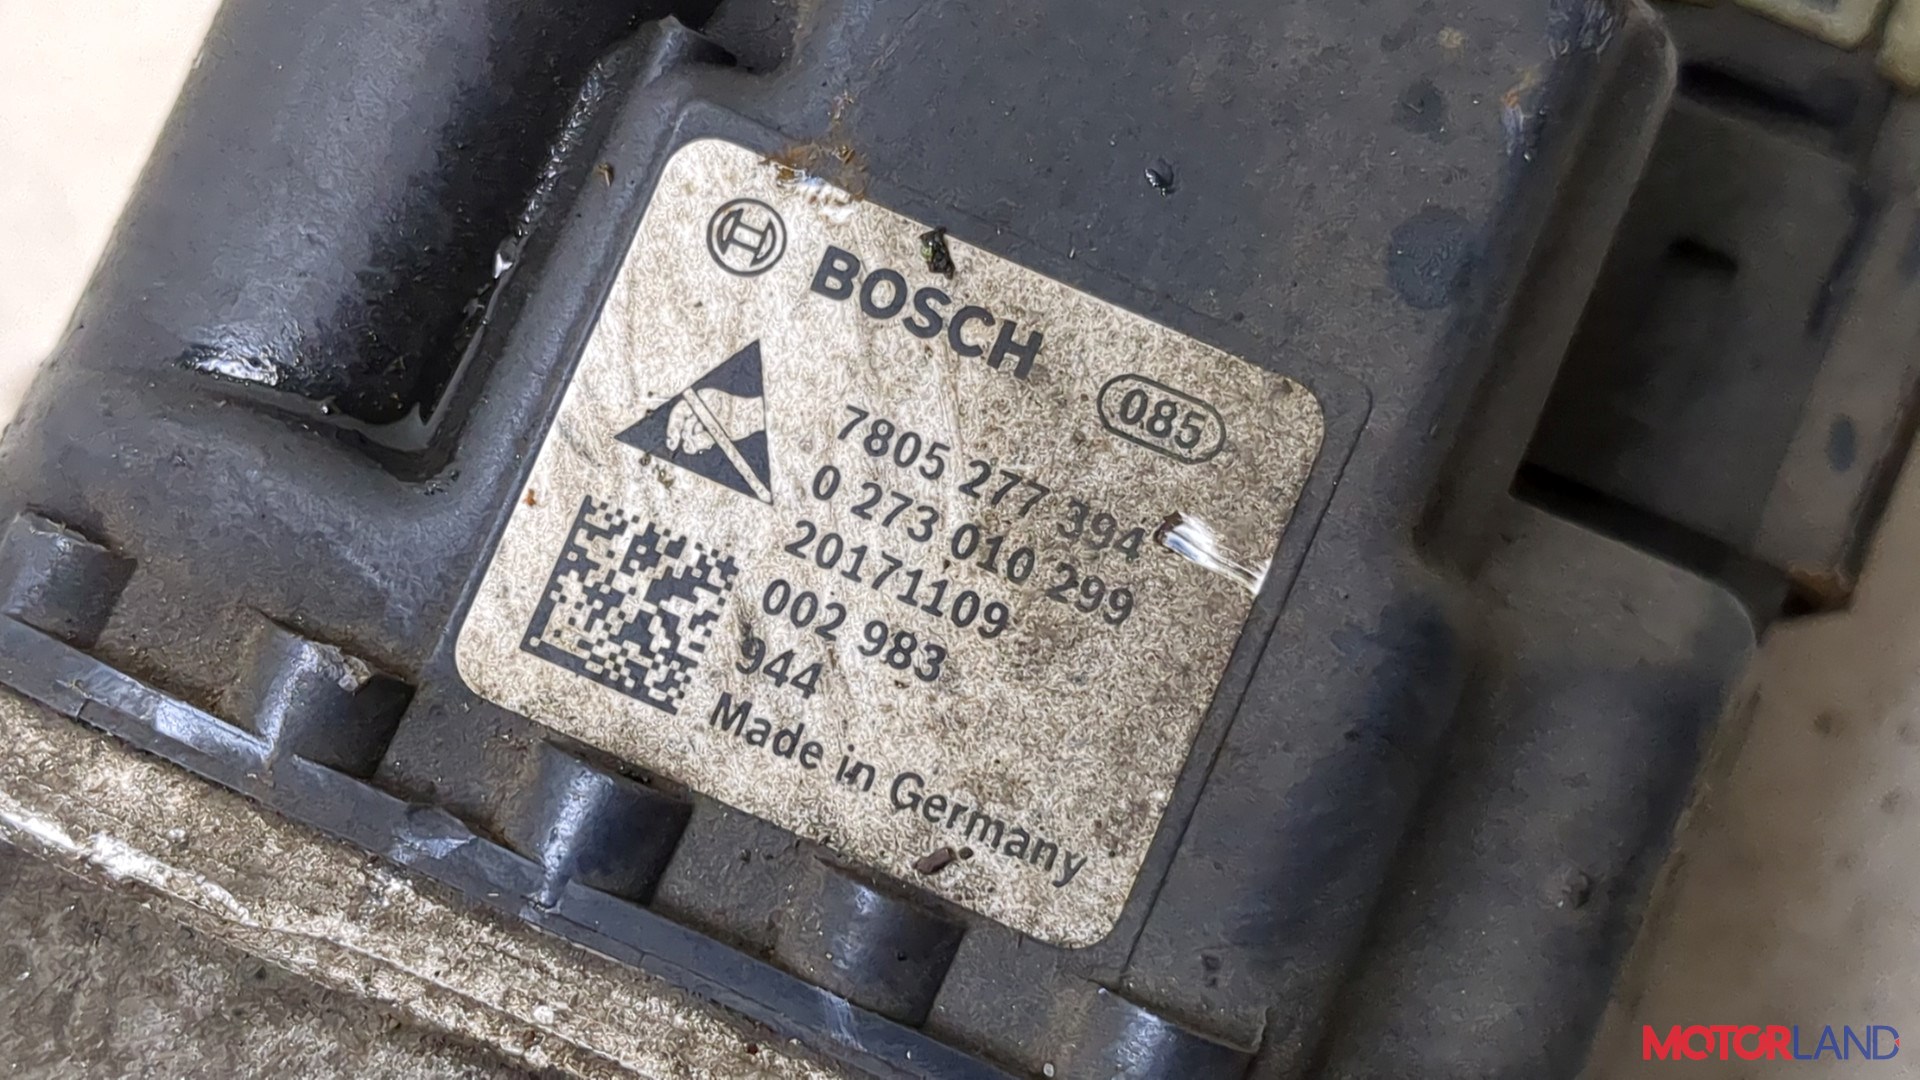 BOSCH
085
7805 277 394
0 273 010 299
20171109
002 983
944
Made in Germany
MOTORLAND